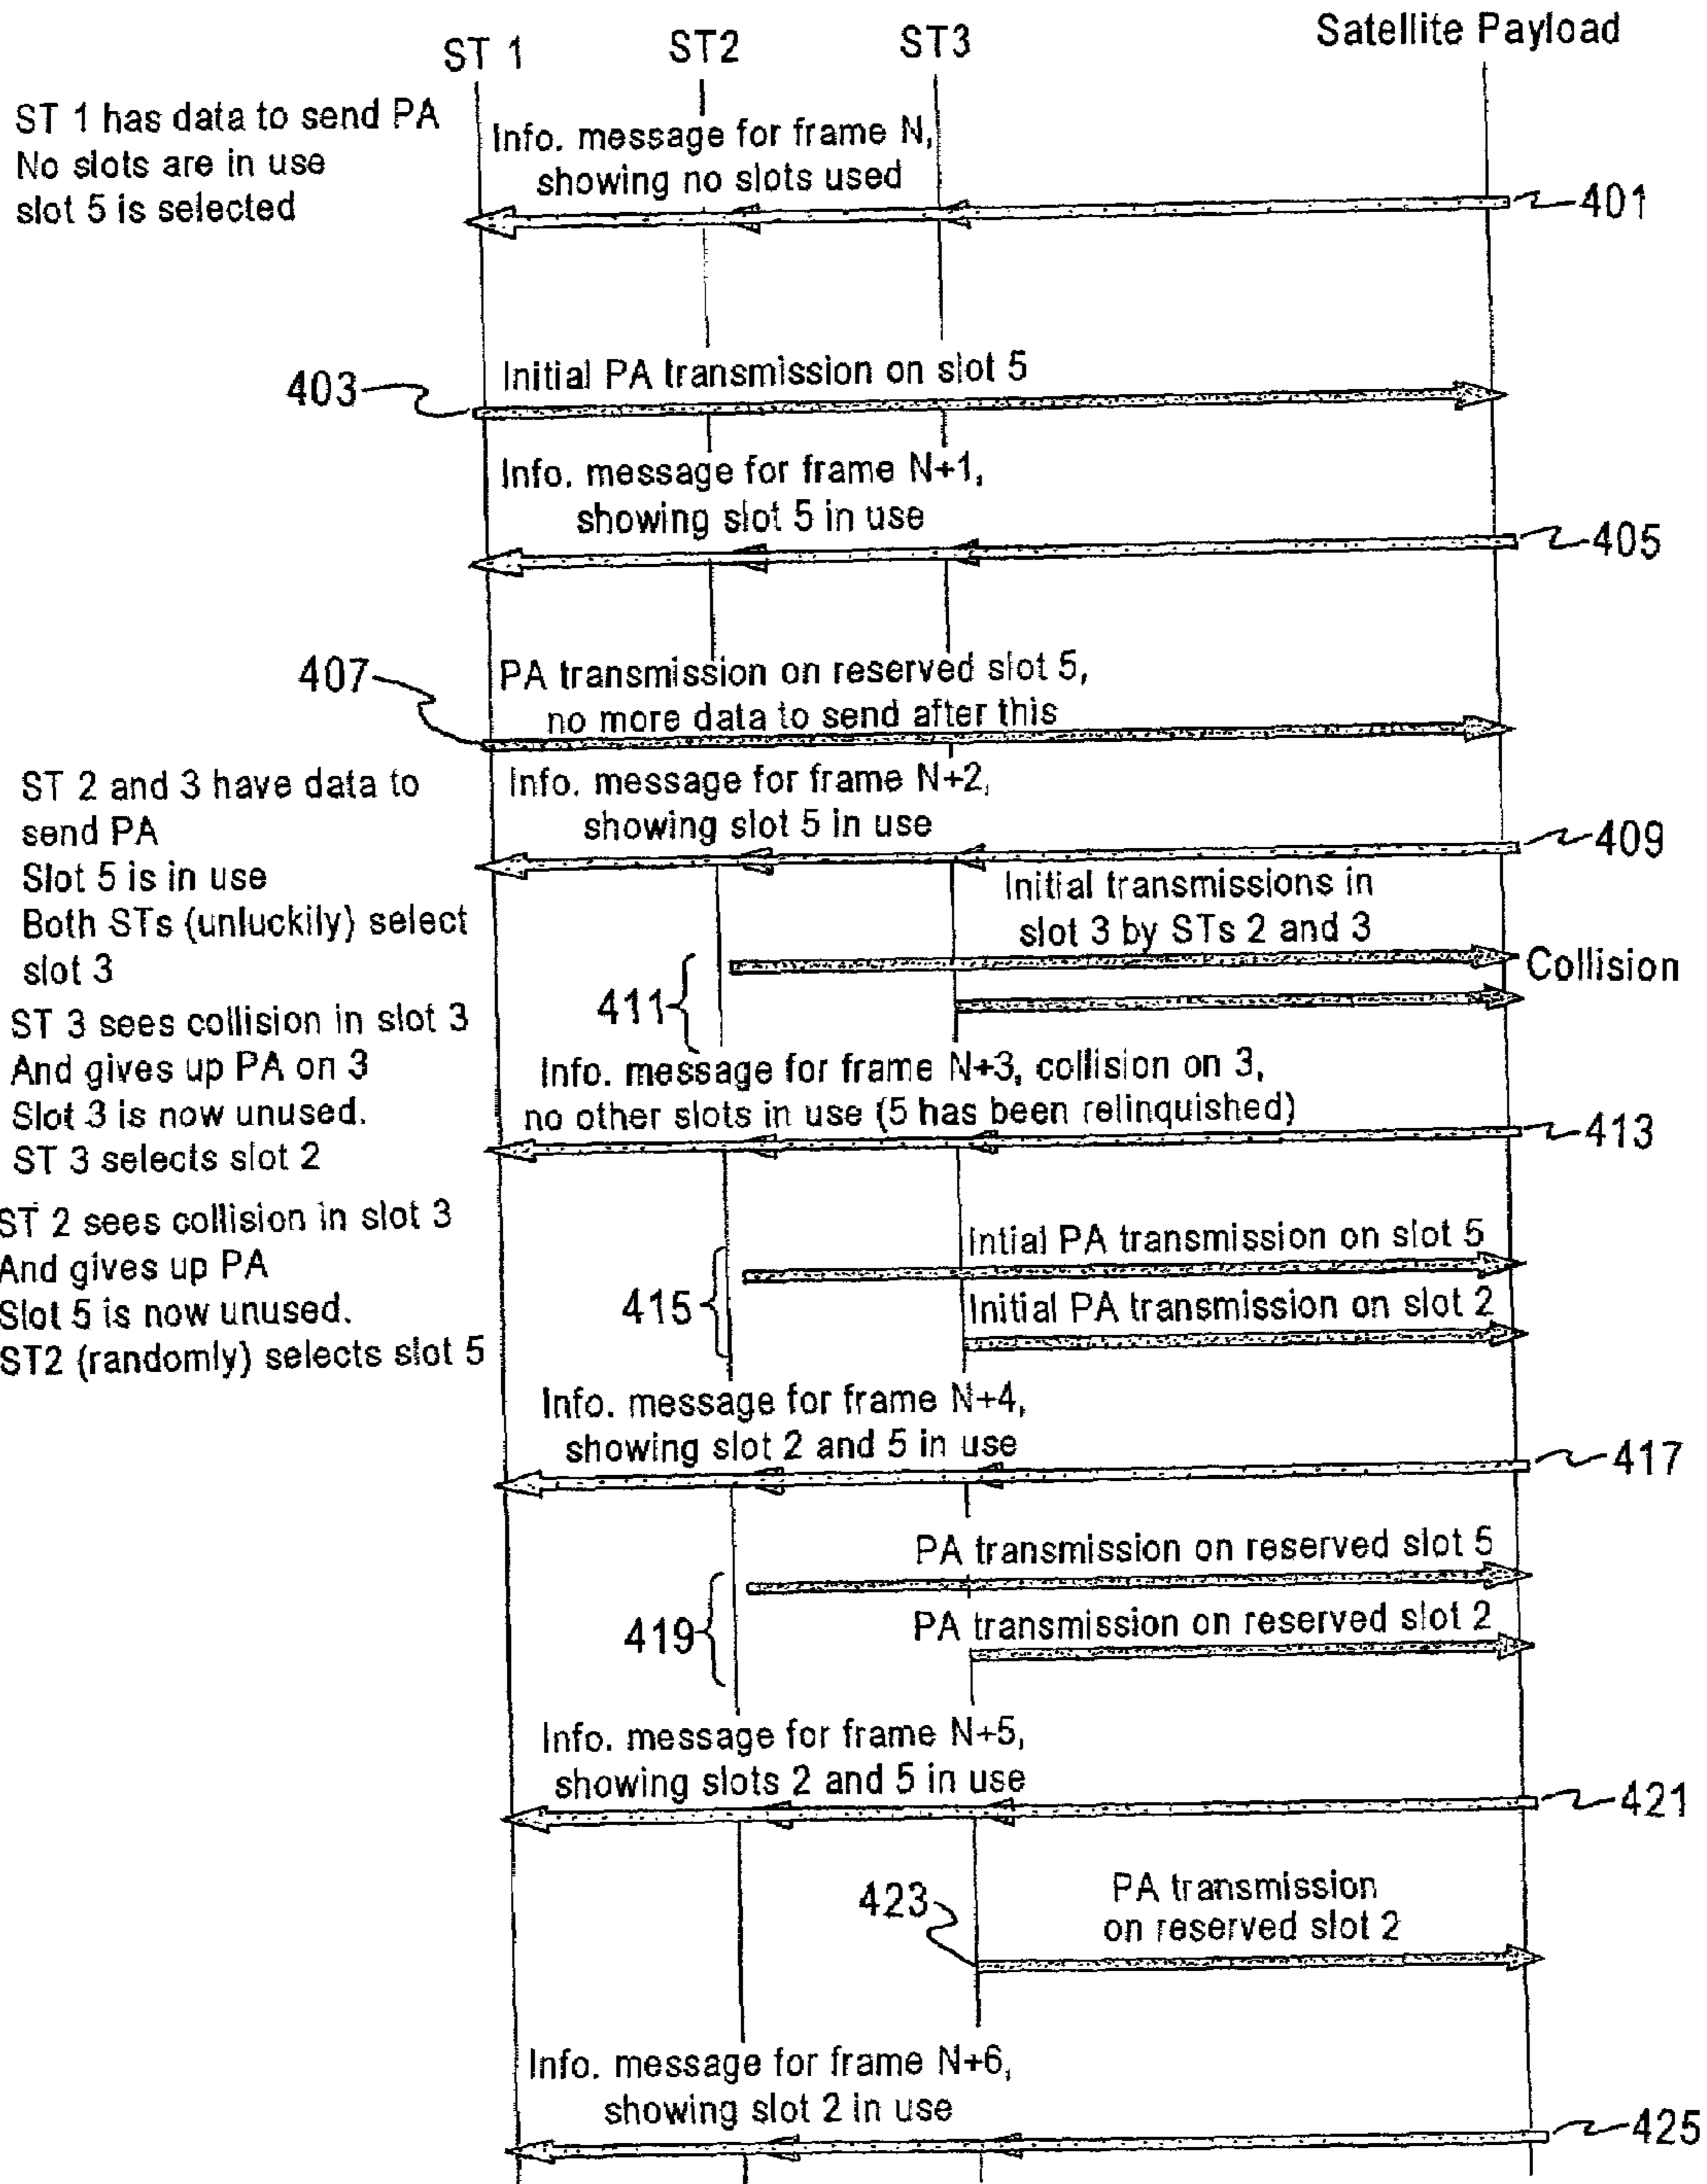 ST 1
ST2
ST3
Satellite Payload
ST 1 has data to send PA
No slots are in use
slot 5 is selected
Info. message for frame N,
showing no slots used
401
403
Initial PA transmission on slot 5
Info. message for frame N+1,
showing slot 5 in use
405
407
PA transmission on reserved slot 5,
no more data to send after this
ST 2 and 3 have data to
send PA
Slot 5 is in use
Both STs (unluckily) select
slot 3
Info. message for frame N+2,
showing slot 5 in use
409
Initial transmissions in
slot 3 by STs 2 and 3
Collision
411
ST 3 sees collision in slot 3
And gives up PA on 3
Slot 3 is now unused.
ST 3 selects slot 2
Info. message for frame N+3, collision on 3,
no other slots in use (5 has been relinquished)
413
ST 2 sees collision in slot 3
And gives up PA
Slot 5 is now unused.
ST2 (randomly) selects slot 5
415
Intial PA transmission on slot 5
Initial PA transmission on slot 2
Info. message for frame N+4,
showing slot 2 and 5 in use
417
PA transmission on reserved slot 5
419
PA transmission on reserved slot 2
Info. message for frame N+5,
showing slots 2 and 5 in use
421
423
PA transmission
on reserved slot 2
Info. message for frame N+6,
showing slot 2 in use
425